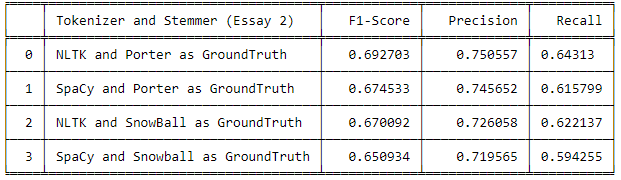 Tokenizer and Stemmer (Essay 2) F1-Score Precision Recall
0 NLTK and Porter as GroundTruth 0.692703 0.750557 0.64313
1 SpaCy and Porter as GroundTruth 0.674533 0.745652 0.615799
2 NLTK and SnowBall as GroundTruth 0.670092 0.726058 0.622137
3 SpaCy and Snowball as GroundTruth 0.650934 0.719565 0.594255